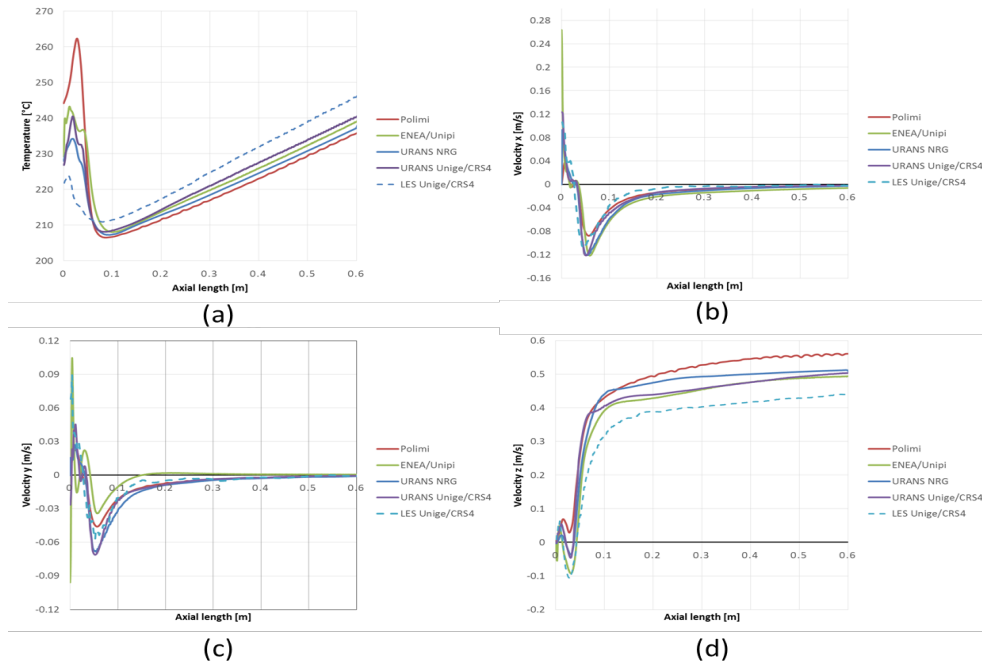 270
260
250
240
230
220
210
200
0 0.1 0.2 0.3 0.4 0.5 0.6
Temperature [°C]
Axial length [m]
Polimi
ENEA/Unipi
URANS NRG
URANS Unige/CRS4
LES Unige/CRS4
(a)
0.28
0.24
0.2
0.16
0.12
0.08
0.04
0
-0.04
-0.08
-0.12
-0.16
0 0.1 0.2 0.3 0.4 0.5 0.6
Velocity x [m/s]
Axial length [m]
Polimi
ENEA/Unipi
URANS NRG
URANS Unige/CRS4
LES Unige/CRS4
(b)
0.12
0.09
0.06
0.03
0
-0.03
-0.06
-0.09
-0.12
0 0.1 0.2 0.3 0.4 0.5 0.6
Velocity y [m/s]
Axial length [m]
Polimi
ENEA/Unipi
URANS NRG
URANS Unige/CRS4
LES Unige/CRS4
(c)
0.6
0.5
0.4
0.3
0.2
0.1
0
-0.1
-0.2
0 0.1 0.2 0.3 0.4 0.5 0.6
Velocity z [m/s]
Axial length [m]
Polimi
ENEA/Unipi
URANS NRG
URANS Unige/CRS4
LES Unige/CRS4
(d)